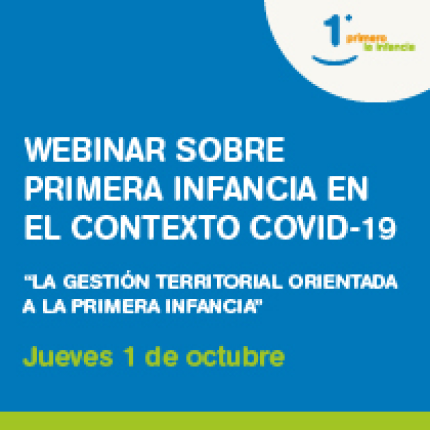 1°
primero
la infancia
WEBINAR SOBRE
PRIMERA INFANCIA EN
EL CONTEXTO COVID-19
“LA GESTIÓN TERRITORIAL ORIENTADA
A LA PRIMERA INFANCIA”
Jueves 1 de octubre